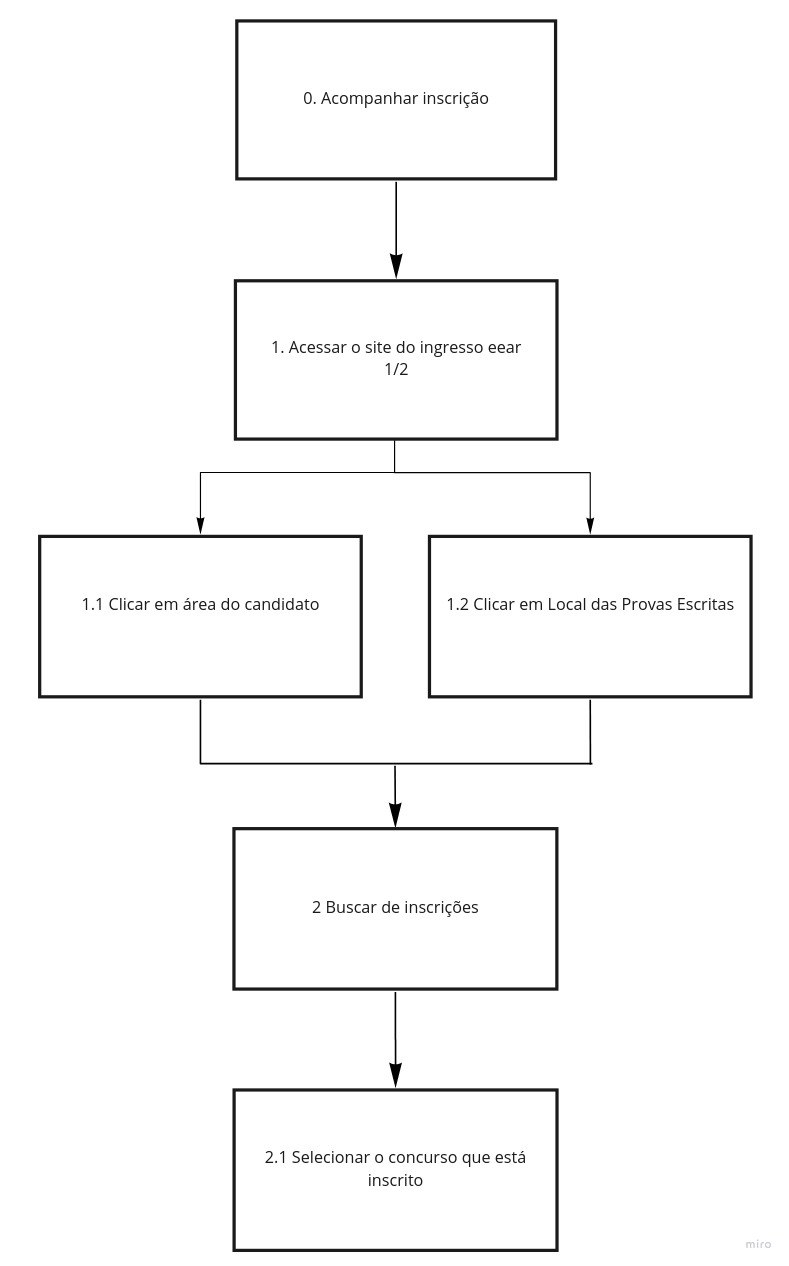 0. Acompanhar inscrição
1. Acessar o site do ingresso eear
1/2
1.1 Clicar em área do candidato
1.2 Clicar em Local das Provas Escritas
2 Buscar de inscrições
2.1 Selecionar o concurso que está
inscrito
miro